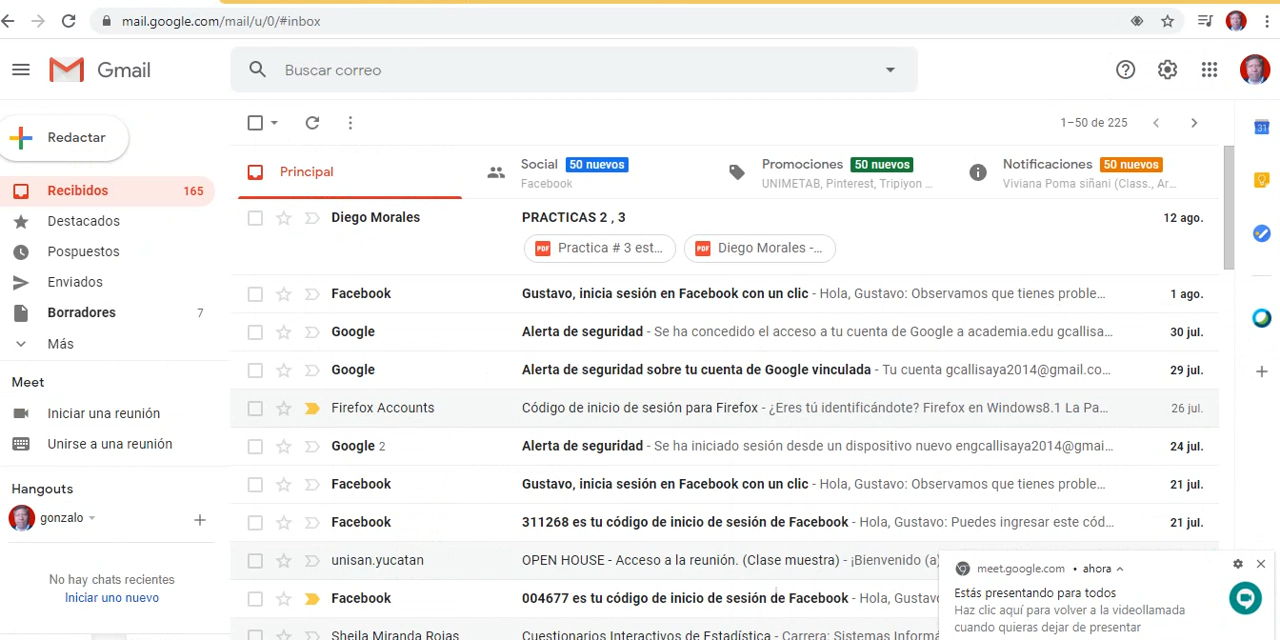 mail.google.com/mail/u/0/#inbox
Gmail
Buscar correo
1–50 de 225
Redactar
Recibidos 165
Destacados
Pospuestos
Enviados
Borradores 7
Más
Meet
Iniciar una reunión
Unirse a una reunión
Hangouts
gonzalo
No hay chats recientes
Iniciar uno nuevo
Principal
Social 50 nuevos
Facebook
Promociones 50 nuevos
UNIMETAB, Pinterest, Tripiyon ...
Notificaciones 50 nuevos
Viviana Poma siñani (Class., Ar...
Diego Morales PRACTICAS 2 , 3 12 ago.
PDF Practica # 3 est... PDF Diego Morales -...
Facebook Gustavo, inicia sesión en Facebook con un clic - Hola, Gustavo: Observamos que tienes proble... 1 ago.
Google Alerta de seguridad - Se ha concedido el acceso a tu cuenta de Google a academia.edu gcallisa... 30 jul.
Google Alerta de seguridad sobre tu cuenta de Google vinculada - Tu cuenta gcallisaya2014@gmail.co... 29 jul.
Firefox Accounts Código de inicio de sesión para Firefox - ¿Eres tú identificándote? Firefox en Windows8.1 La Pa... 26 jul.
Google 2 Alerta de seguridad - Se ha iniciado sesión desde un dispositivo nuevo engcallisaya2014@gmai... 24 jul.
Facebook Gustavo, inicia sesión en Facebook con un clic - Hola, Gustavo: Observamos que tienes proble... 21 jul.
Facebook 311268 es tu código de inicio de sesión de Facebook - Hola, Gustavo: Puedes ingresar este cód... 21 jul.
unisan.yucatan OPEN HOUSE - Acceso a la reunión. (Clase muestra) - ¡Bienvenido (a)
Facebook 004677 es tu código de inicio de sesión de Facebook - Hola, Gustavo
Sheila Miranda Rojas Cuestionarios Interactivos de Estadística - Carrera: Sistemas Informa
31
meet.google.com • ahora
Estás presentando para todos
Haz clic aquí para volver a la videollamada
cuando quieras dejar de presentar